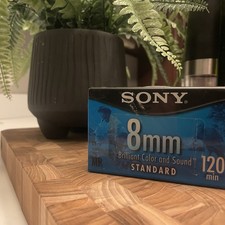 SONY
8mm
Brilliant Color and Sound
STANDARD
120
min